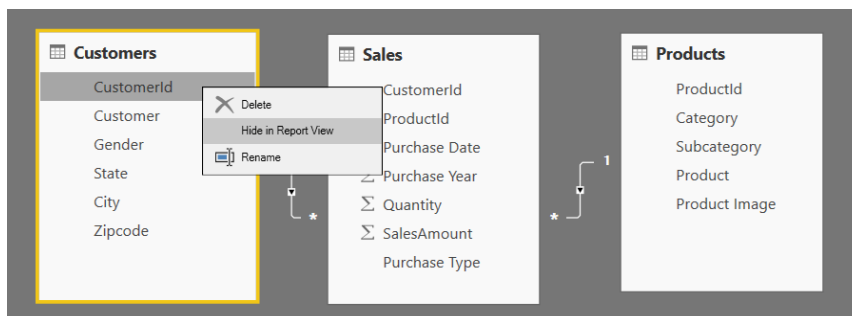 Customers
CustomerId
Customer
Gender
State
City
Zipcode
Delete
Hide in Report View
Rename
*
Sales
CustomerId
ProductId
Purchase Date
Σ Purchase Year
Σ Quantity
Σ SalesAmount
Purchase Type
*
1
Products
ProductId
Category
Subcategory
Product
Product Image